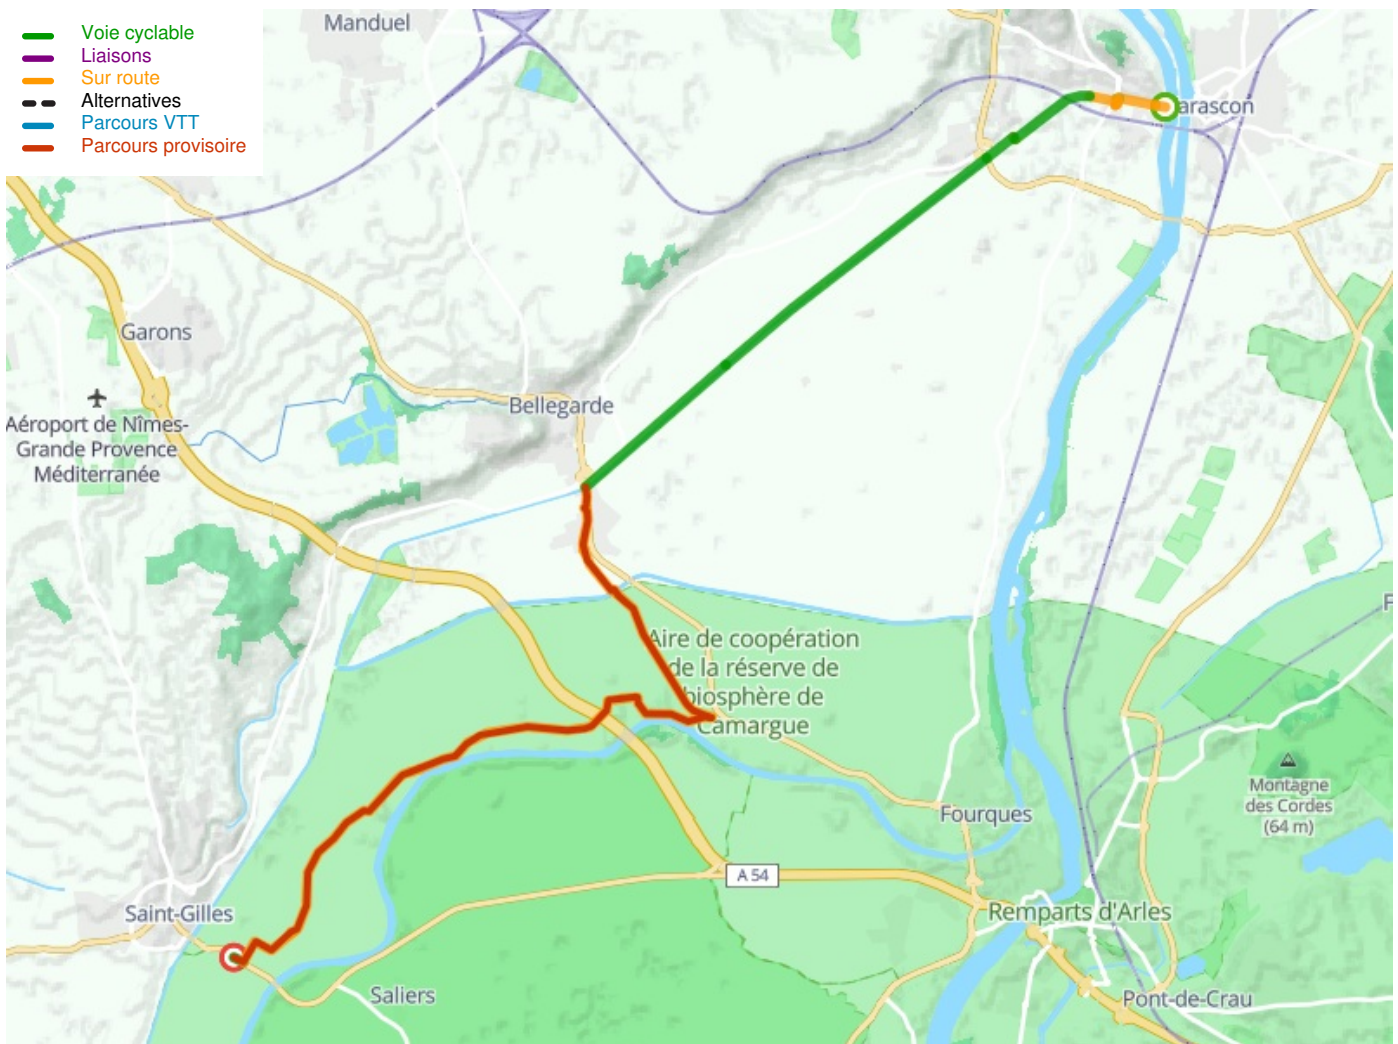 Manduel
Voie cyclable
Liaisons
Sur route
Alternatives
Parcours VTT
Parcours provisoire
arascon
Garons
Bellegarde
Aéroport de Nîmes-
Grande Provence
Méditerranée
F
Aire de coopération
de la réserve de
biosphère de
Camargue
Montagne
des Cordes
(64 m)
Fourques
A 54
Saint-Gilles
Remparts d'Arles
Saliers
Pont-de-Crau